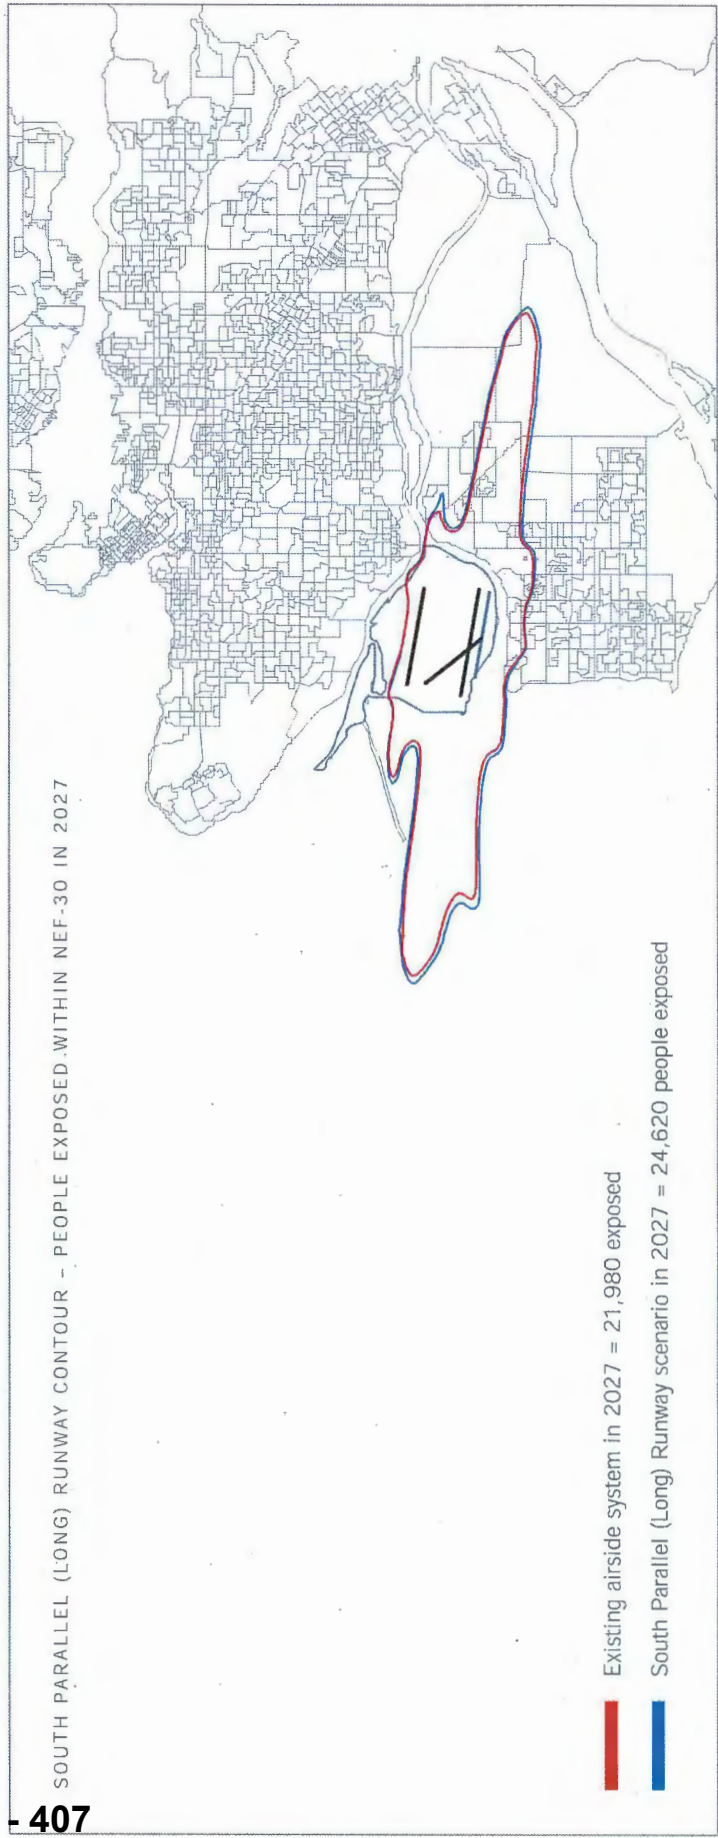 SOUTH PARALLEL (LONG) RUNWAY CONTOUR – PEOPLE EXPOSED WITHIN NEF-30 IN 2027
Existing airside system in 2027 = 21,980 exposed
South Parallel (Long) Runway scenario in 2027 = 24,620 people exposed
- 407